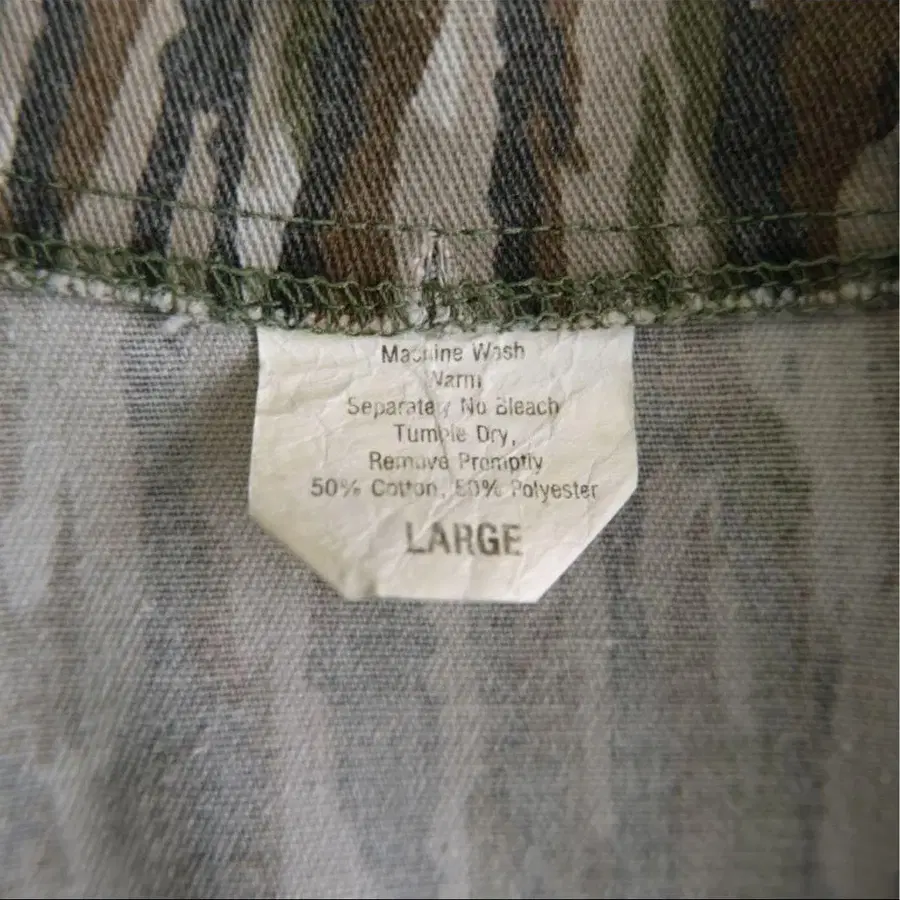 Machine Wash
Warm
Separately No Bleach
Tumble Dry,
Remove Promptly
50% Cotton, 50% Polyester
LARGE